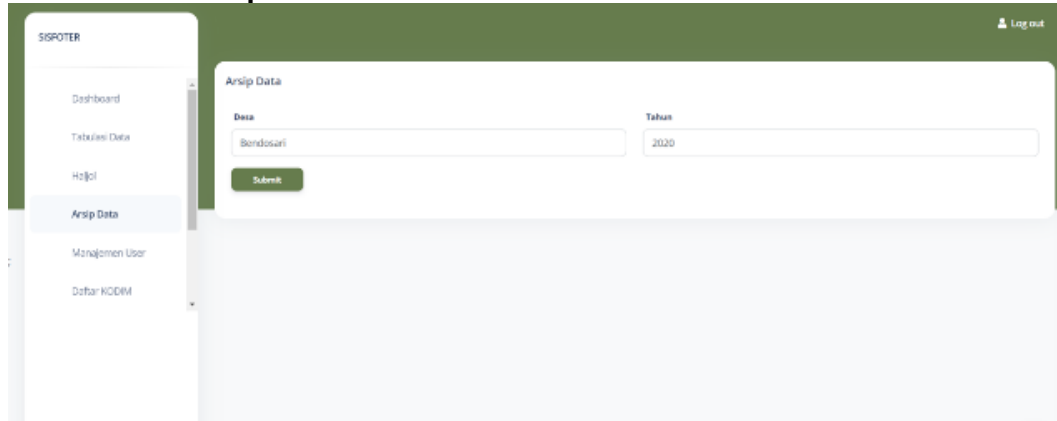 SISFOTER
Log out
Dashboard
Tabulasi Data
Haljol
Arsip Data
Manajemen User
Daftar KODIM
Arsip Data
Desa
Tahun
Bendosari
2020
Submit